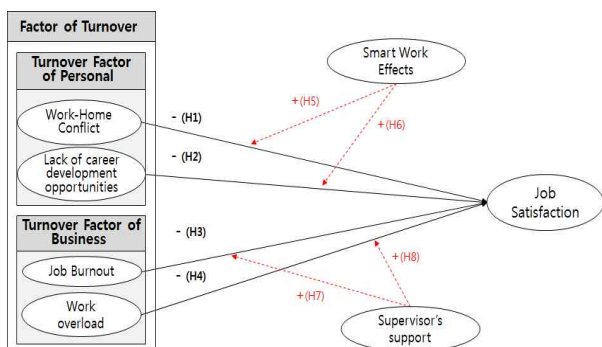 Factor of Turnover
Turnover Factor
of Personal
Work-Home
Conflict
Lack of career
development
opportunities
Turnover Factor of
Business
Job Burnout
Work
overload
- (H1)
- (H2)
- (H3)
- (H4)
Smart Work
Effects
+(H5)
+(H6)
+(H7)
+(H8)
Supervisor's
support
Job
Satisfaction